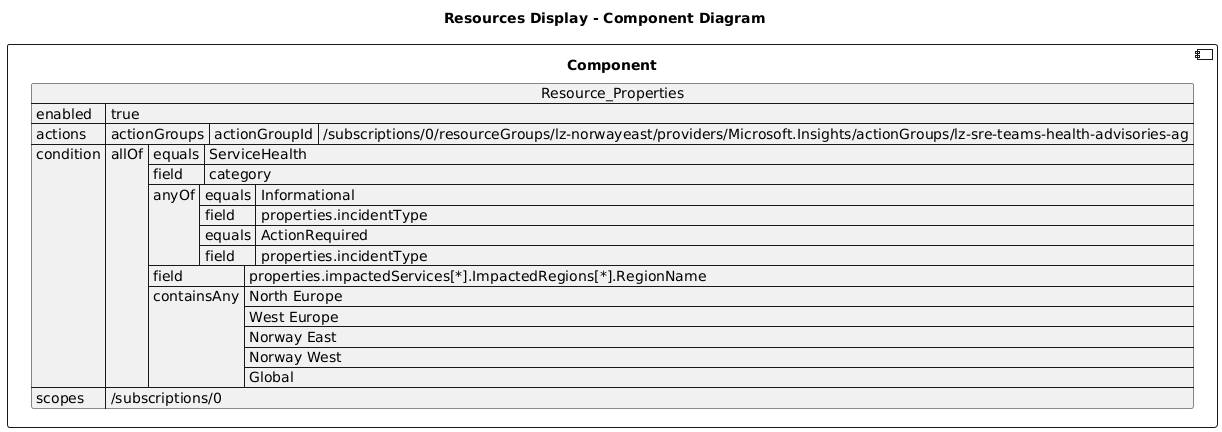 Resources Display - Component Diagram
Component
Resource_Properties
enabled true
actions actionGroups actionGroupId /subscriptions/0/resourceGroups/lz-norwayeast/providers/Microsoft.Insights/actionGroups/lz-sre-teams-health-advisories-ag
condition allOf equals ServiceHealth
field category
anyOf equals Informational
field properties.incidentType
equals ActionRequired
field properties.incidentType
field properties.impactedServices[*].ImpactedRegions[*].RegionName
containsAny North Europe
West Europe
Norway East
Norway West
Global
scopes /subscriptions/0